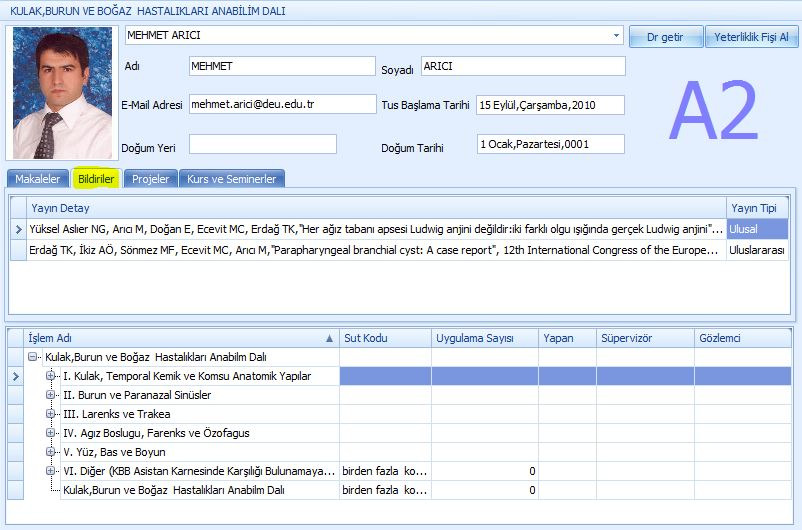 KULAK,BURUN VE BOĞAZ  HASTALIKLARI ANABİLİM DALI
MEHMET ARICI
Dr getir
Yeterliklik Fişi Al
Adı
MEHMET
Soyadı
ARICI
E-Mail Adresi
mehmet.arici@deu.edu.tr
Tus Başlama Tarihi
15 Eylül,Çarşamba,2010
Doğum Yeri
Doğum Tarihi
1 Ocak,Pazartesi,0001
A2
Makaleler
Bildiriler
Projeler
Kurs ve Seminerler
Yayın Detay
Yayın Tipi
Yüksel Aslıer NG, Arıcı M, Doğan E, Ecevit MC, Erdağ TK,"Her ağız tabanı apsesi Ludwig anjini değildir:iki farklı olgu ışığında gerçek Ludwig anjini"...
Ulusal
Erdağ TK, İkiz AÖ, Sönmez MF, Ecevit MC, Arıcı M,"Parapharyngeal branchial cyst: A case report", 12th International Congress of the Europe...
Uluslararası
İşlem Adı
Sut Kodu
Uygulama Sayısı
Yapan
Süpervizör
Gözlemci
Kulak,Burun ve Boğaz  Hastalıkları Anabilm Dalı
I. Kulak, Temporal Kemik ve Komsu Anatomik Yapılar
II. Burun ve Paranazal Sinüsler
III. Larenks ve Trakea
IV. Agız Boslugu, Farenks ve Özofagus
V. Yüz, Bas ve Boyun
VI. Diğer (KBB Asistan Karnesinde Karşılığı Bulunamaya...
birden fazla  ko...
0
Kulak,Burun ve Boğaz  Hastalıkları Anabilm Dalı
birden fazla  ko...
0